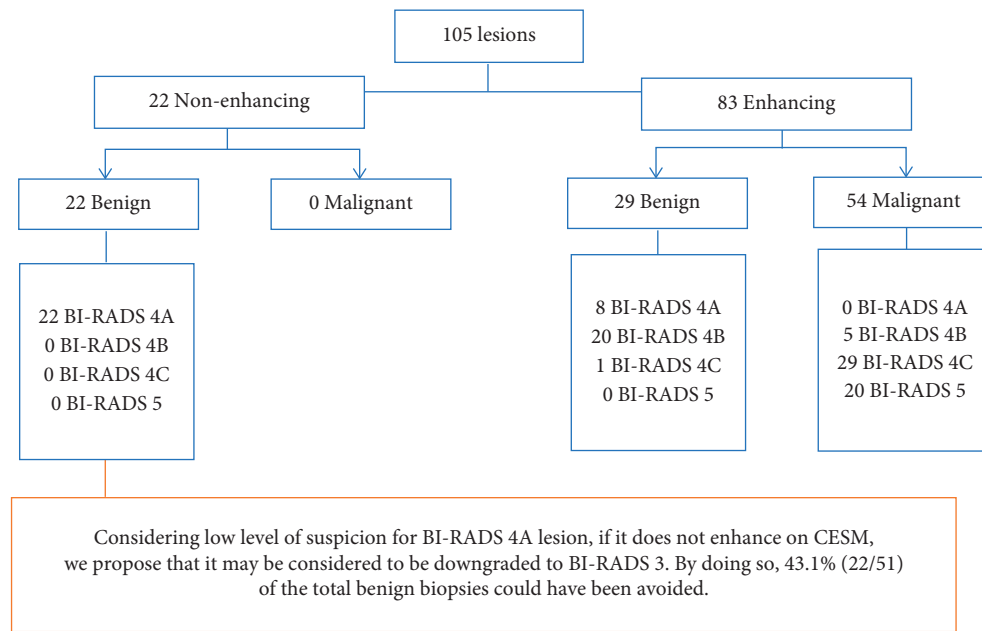 105 lesions
22 Non-enhancing
83 Enhancing
22 Benign
0 Malignant
29 Benign
54 Malignant
22 BI-RADS 4A
0 BI-RADS 4B
0 BI-RADS 4C
0 BI-RADS 5
8 BI-RADS 4A
20 BI-RADS 4B
1 BI-RADS 4C
0 BI-RADS 5
0 BI-RADS 4A
5 BI-RADS 4B
29 BI-RADS 4C
20 BI-RADS 5
Considering low level of suspicion for BI-RADS 4A lesion, if it does not enhance on CESM,
we propose that it may be considered to be downgraded to BI-RADS 3. By doing so, 43.1% (22/51)
of the total benign biopsies could have been avoided.